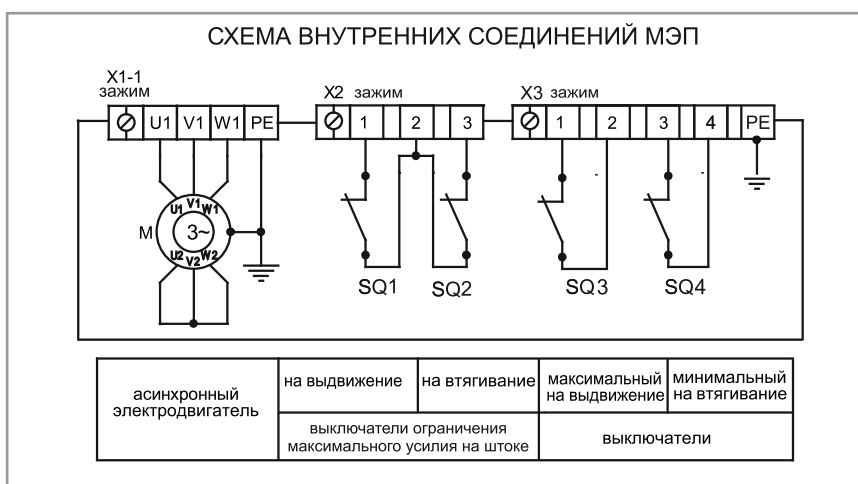 СХЕМА ВНУТРЕННИХ СОЕДИНЕНИЙ МЭП
X1-1
зажим
X2 зажим
X3 зажим
U1 V1 W1 PE
1 2 3
1 2 3 4 PE
U1 V1 W1
M 3~
U2 V2 W2
SQ1 SQ2 SQ3 SQ4
асинхронный
электродвигатель
на выдвижение
на втягивание
максимальный
на выдвижение
минимальный
на втягивание
выключатели ограничения
максимального усилия на штоке
выключатели